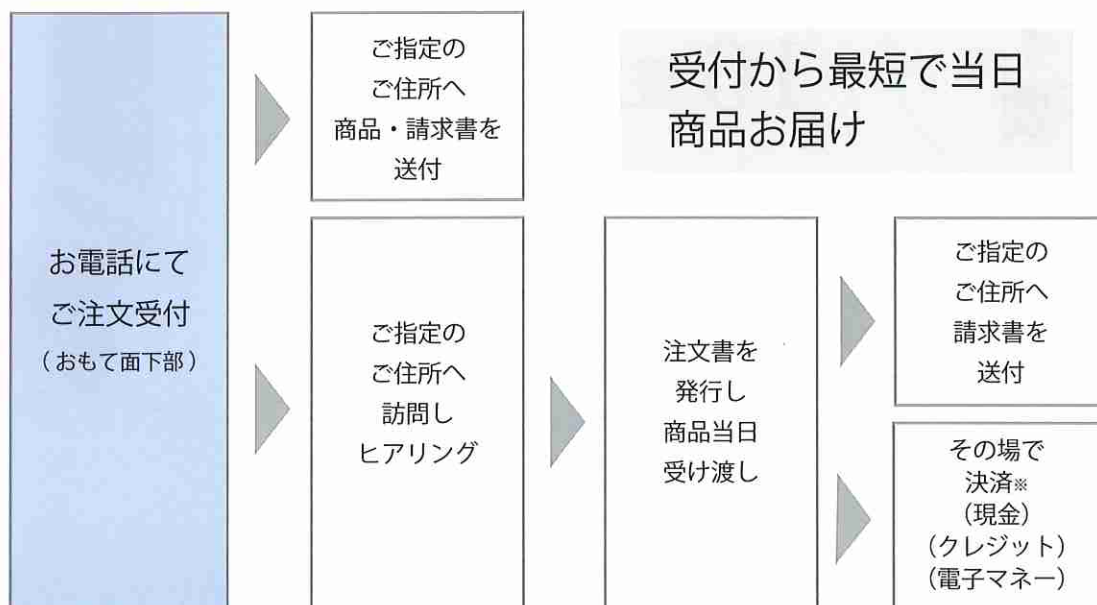 お電話にて
ご注文受付
（おもて面下部）
ご指定の
ご住所へ
商品・請求書を
送付
受付から最短で当日
商品お届け
ご指定の
ご住所へ
訪問し
ヒアリング
注文書を
発行し
商品当日
受け渡し
ご指定の
ご住所へ
請求書を
送付
その場で
決済※
（現金）
（クレジット）
（電子マネー）